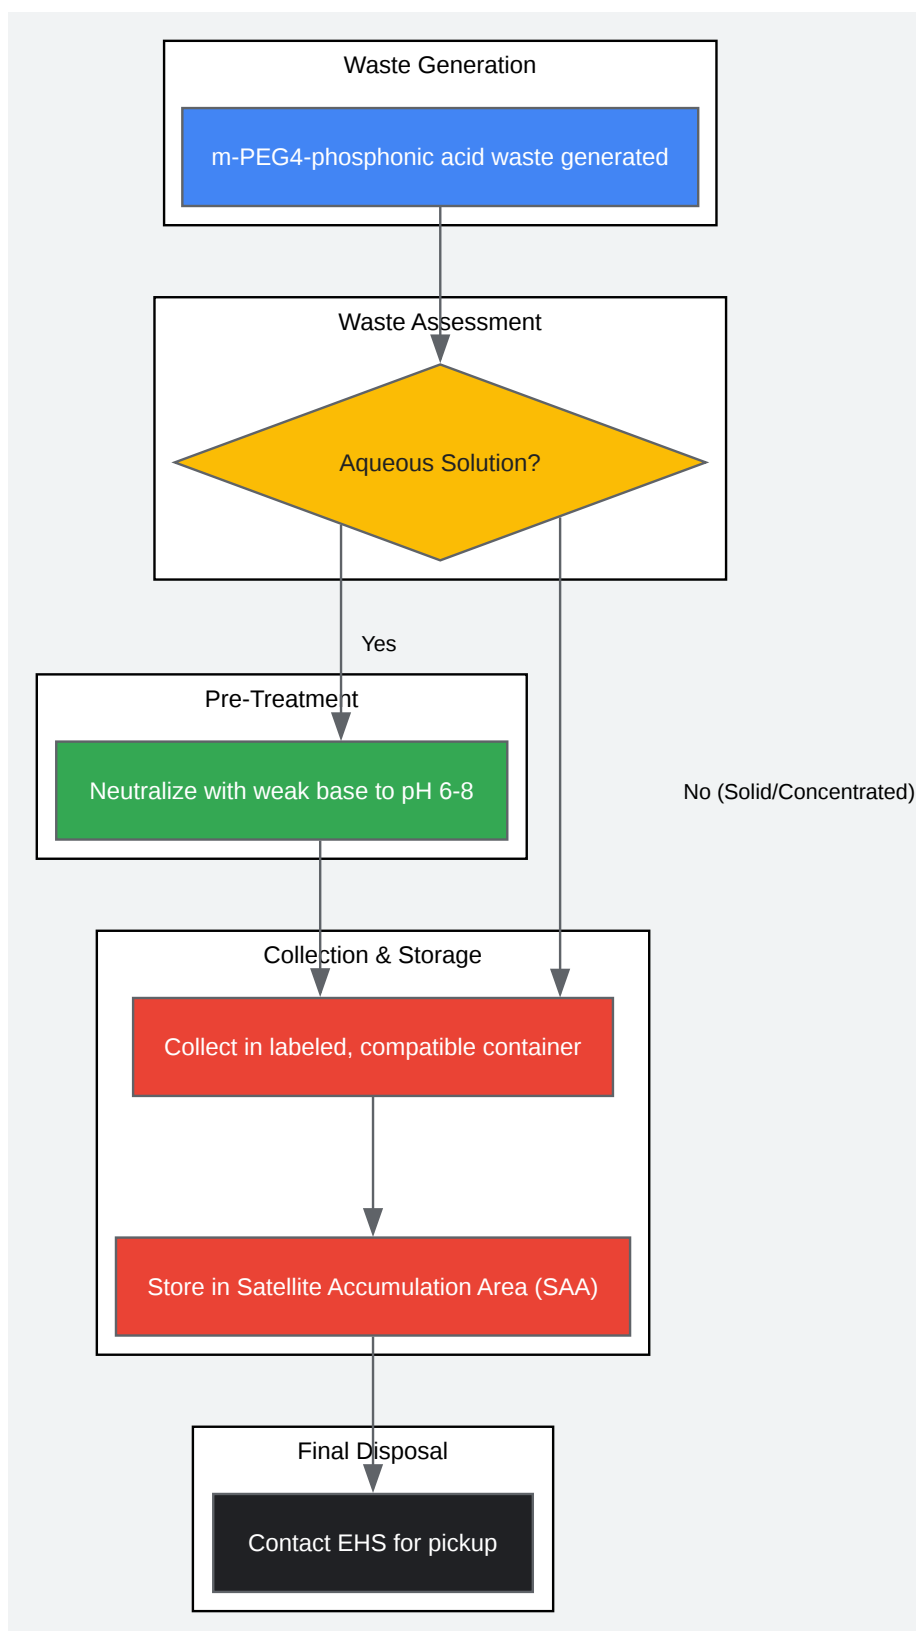 Waste Generation
m-PEG4-phosphonic acid waste generated
Waste Assessment
Aqueous Solution?
Yes
Pre-Treatment
Neutralize with weak base to pH 6-8
No (Solid/Concentrated)
Collection & Storage
Collect in labeled, compatible container
Store in Satellite Accumulation Area (SAA)
Final Disposal
Contact EHS for pickup